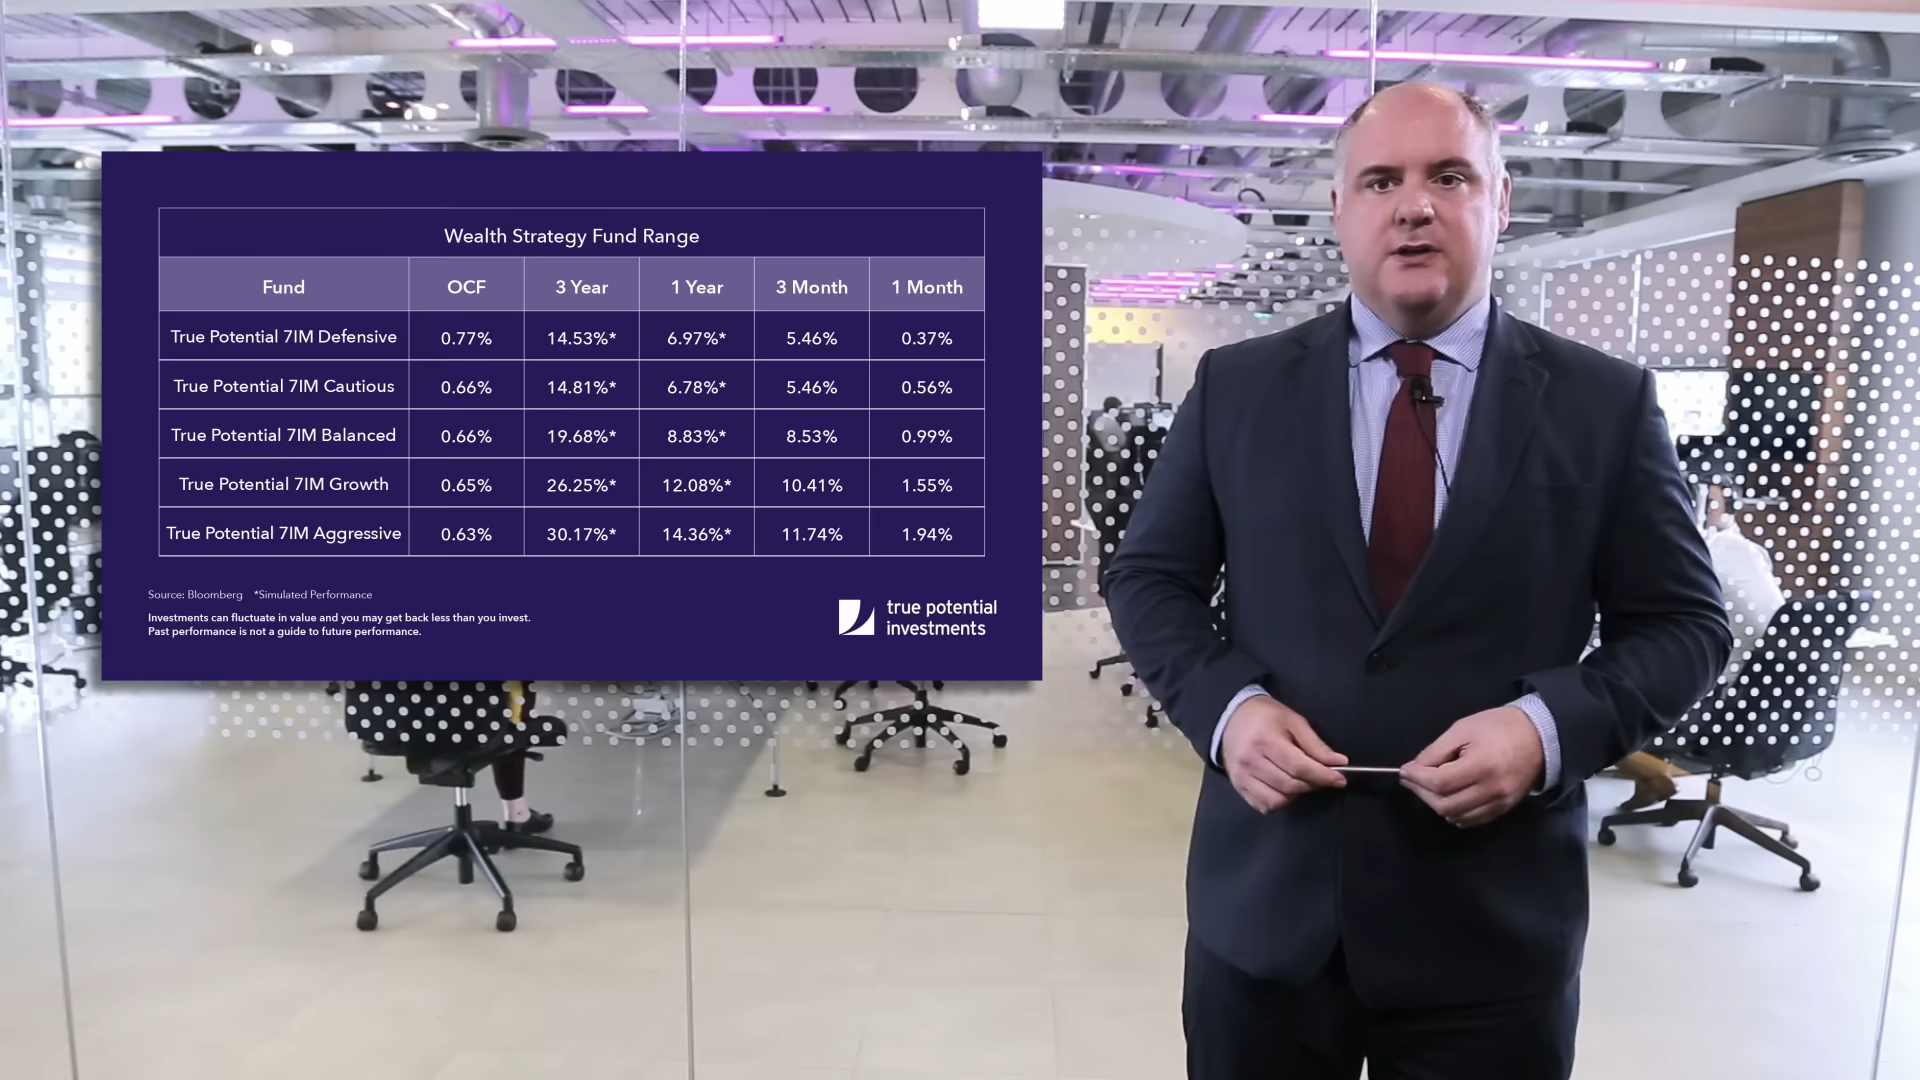 Wealth Strategy Fund Range
Fund OCF 3 Year 1 Year 3 Month 1 Month
True Potential 7IM Defensive 0.77% 14.53%* 6.97%* 5.46% 0.37%
True Potential 7IM Cautious 0.66% 14.81%* 6.78%* 5.46% 0.56%
True Potential 7IM Balanced 0.66% 19.68%* 8.83%* 8.53% 0.99%
True Potential 7IM Growth 0.65% 26.25%* 12.08%* 10.41% 1.55%
True Potential 7IM Aggressive 0.63% 30.17%* 14.36%* 11.74% 1.94%
Source: Bloomberg *Simulated Performance
Investments can fluctuate in value and you may get back less than you invest.
Past performance is not a guide to future performance.
true potential
investments